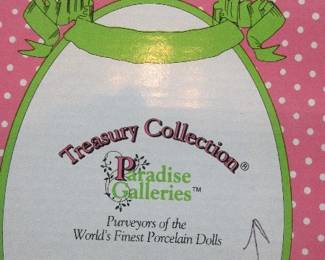 Treasury Collection®
Paradise
Galleries™
Purveyors of the
World's Finest Porcelain Dolls